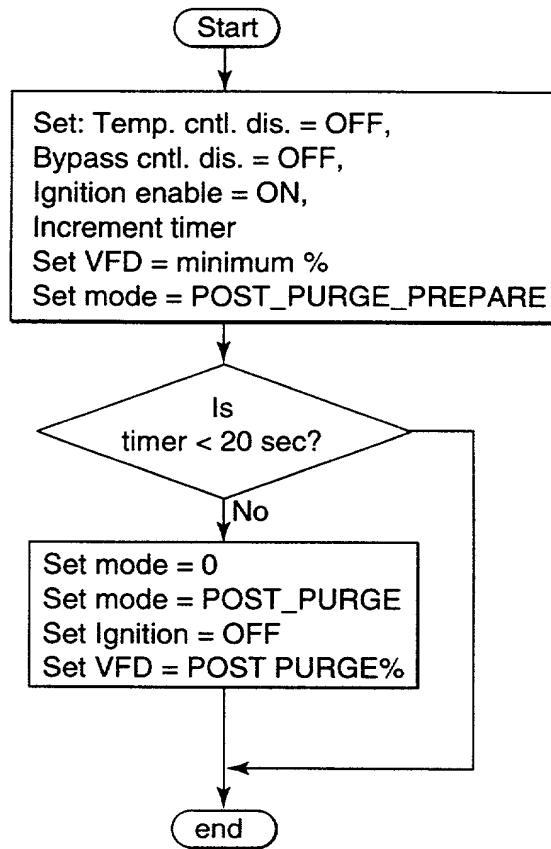 Start
Set: Temp. cntl. dis. = OFF,
Bypass cntl. dis. = OFF,
Ignition enable = ON,
Increment timer
Set VFD = minimum %
Set mode = POST_PURGE_PREPARE
Is
timer < 20 sec?
No
Set mode = 0
Set mode = POST_PURGE
Set Ignition = OFF
Set VFD = POST PURGE%
end